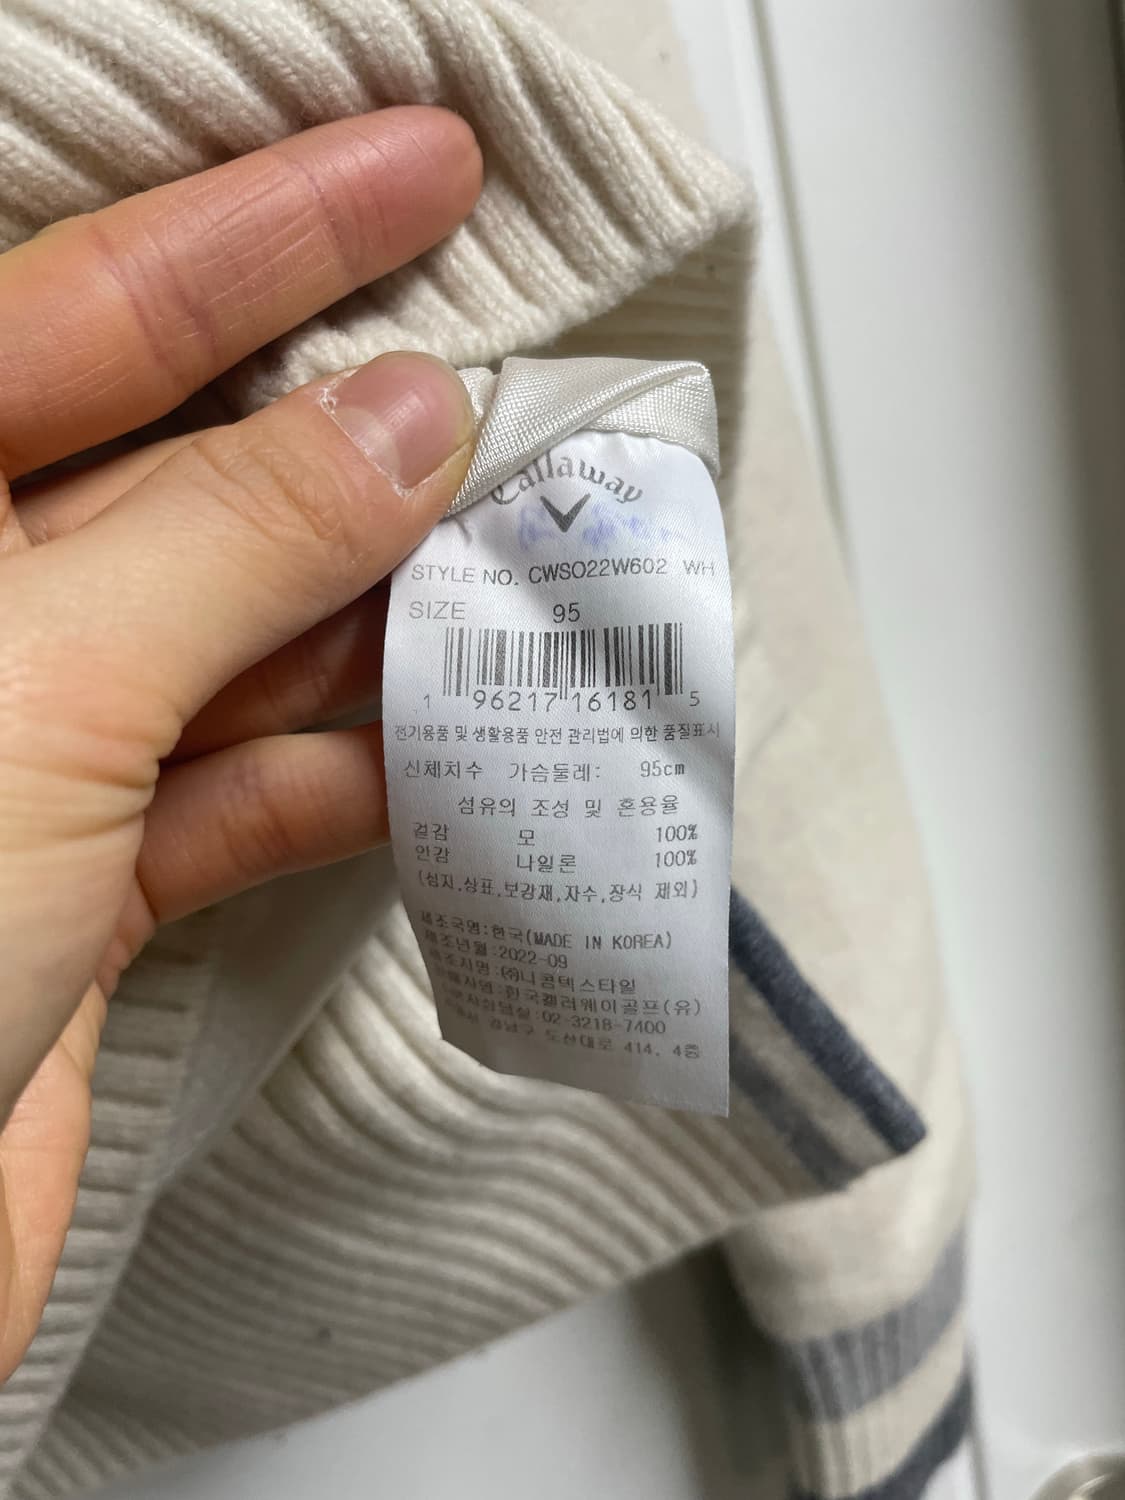 Callaway
STYLE NO. CWSO22W602 WH
SIZE 95
1 96217 16181 5
전기용품 및 생활용품 안전 관리법에 의한 품질표시
신체치수 가슴둘레: 95cm
섬유의 조성 및 혼용율
겉감 모 100%
안감 나일론 100%
(심지,상표,보강재,자수,장식 제외)
제조국명:한국(MADE IN KOREA)
제조년월:2022-09
제조자명:㈜니콤텍스타일
판매자명:한국캘러웨이골프(유)
02-3218-7400
강남구 도산대로 414, 4층